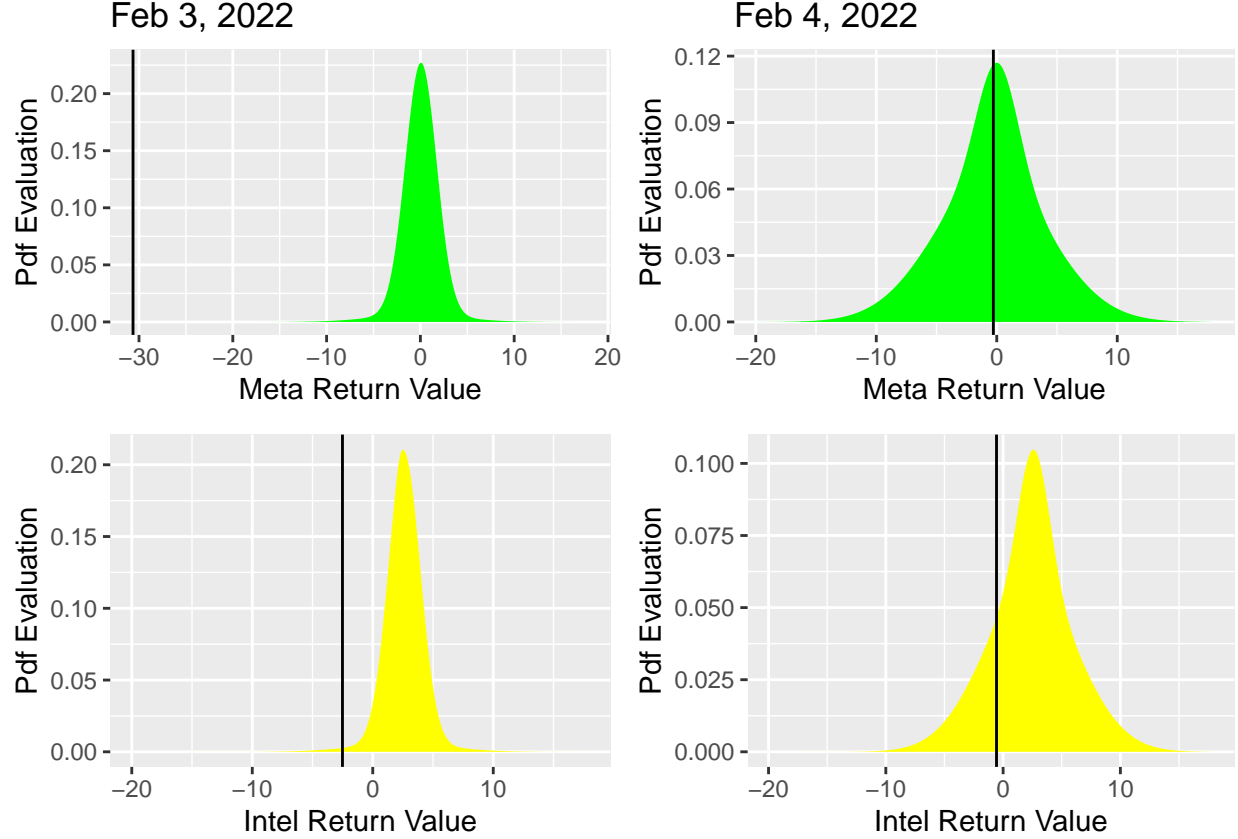 Feb 3, 2022
Pdf Evaluation
0.20
0.15
0.10
0.05
0.00
−30 −20 −10 0 10 20
Meta Return Value
Feb 4, 2022
Pdf Evaluation
0.12
0.09
0.06
0.03
0.00
−20 −10 0 10
Meta Return Value
Pdf Evaluation
0.20
0.15
0.10
0.05
0.00
−20 −10 0 10
Intel Return Value
Pdf Evaluation
0.100
0.075
0.050
0.025
0.000
−20 −10 0 10
Intel Return Value